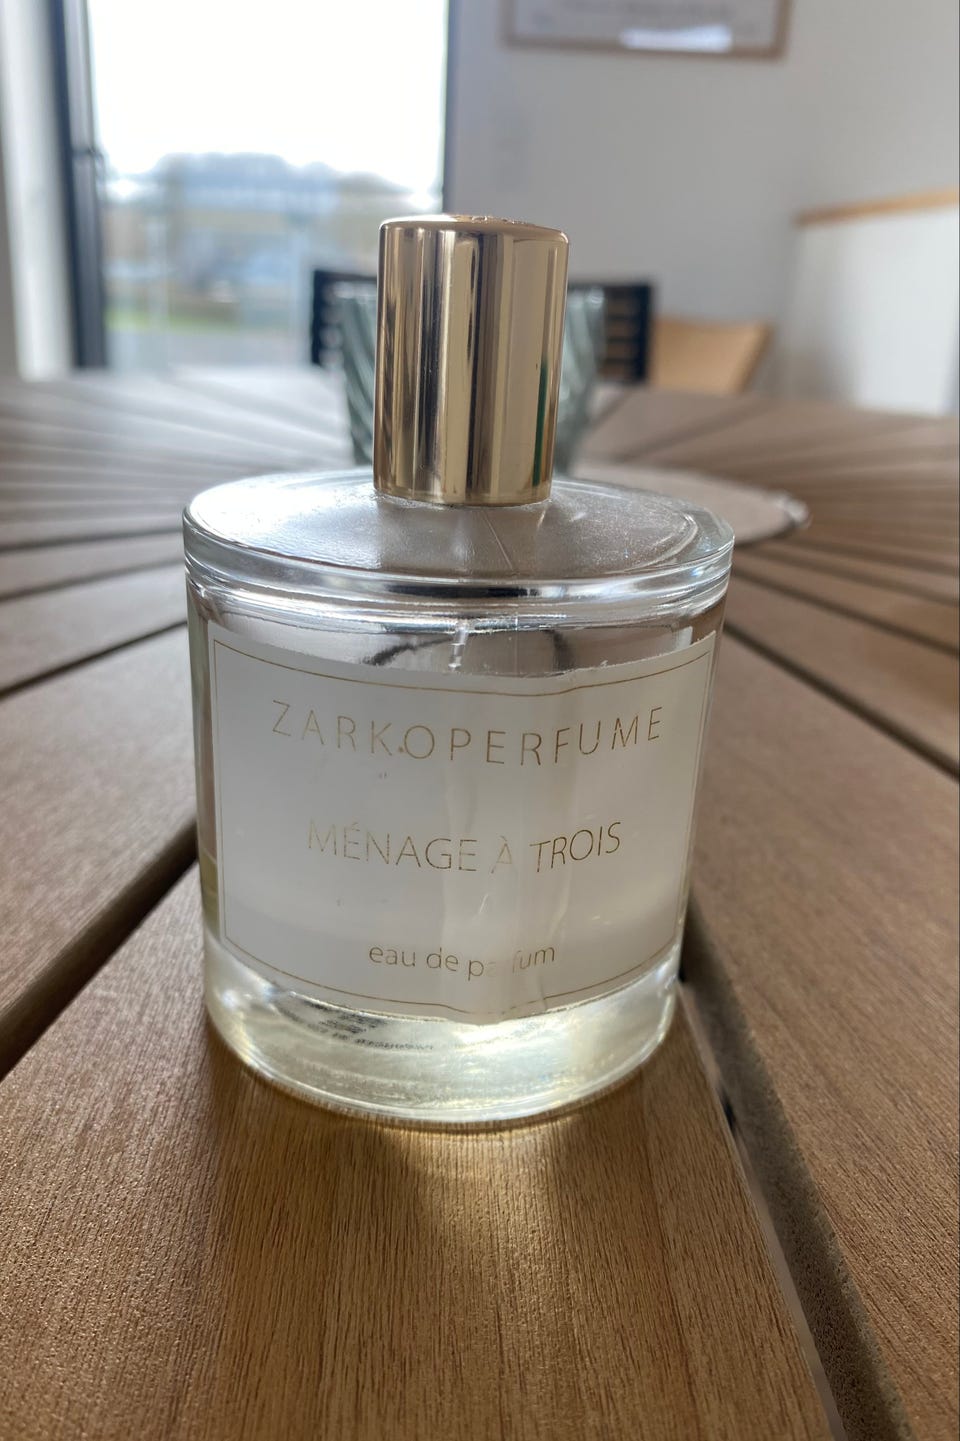 ZARKOPERFUME
MÉNAGE À TROIS
eau de parfum